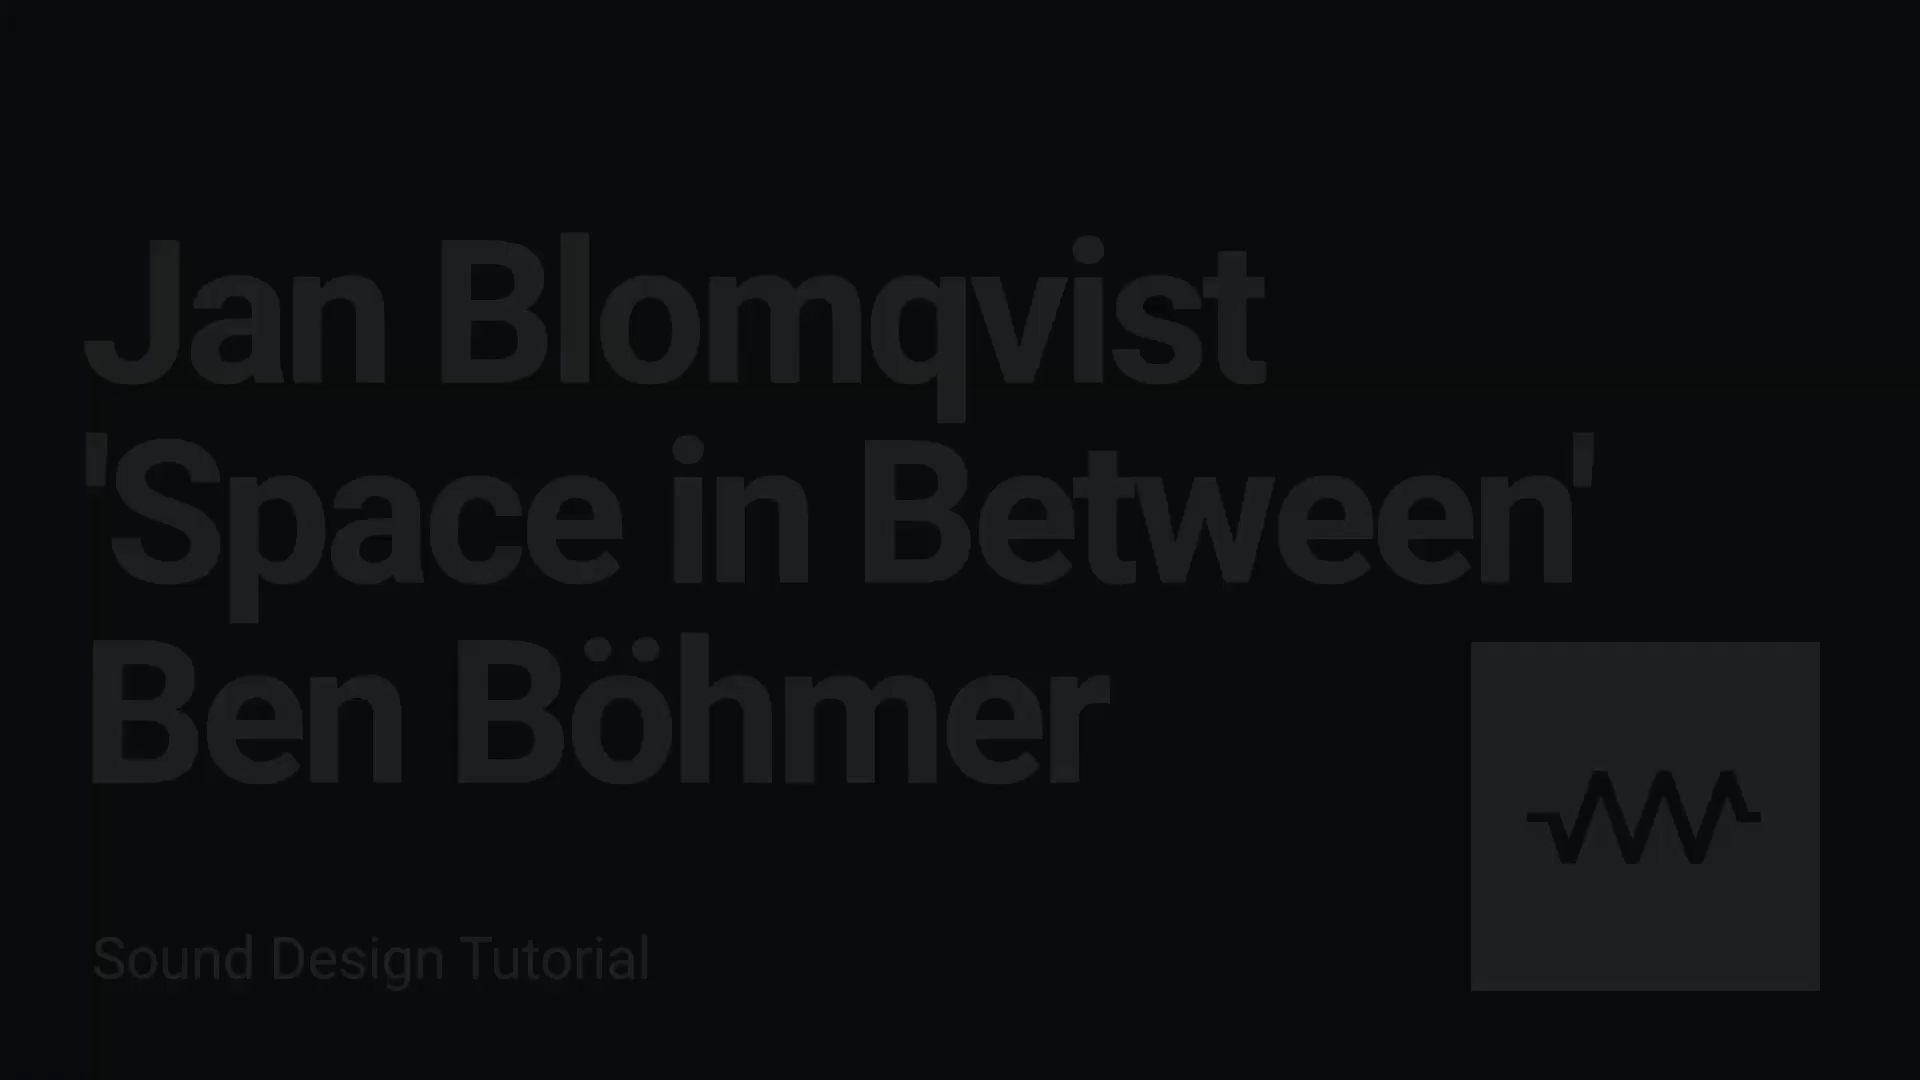 Jan Blomqvist
'Space in Between'
Ben Böhmer
Sound Design Tutorial